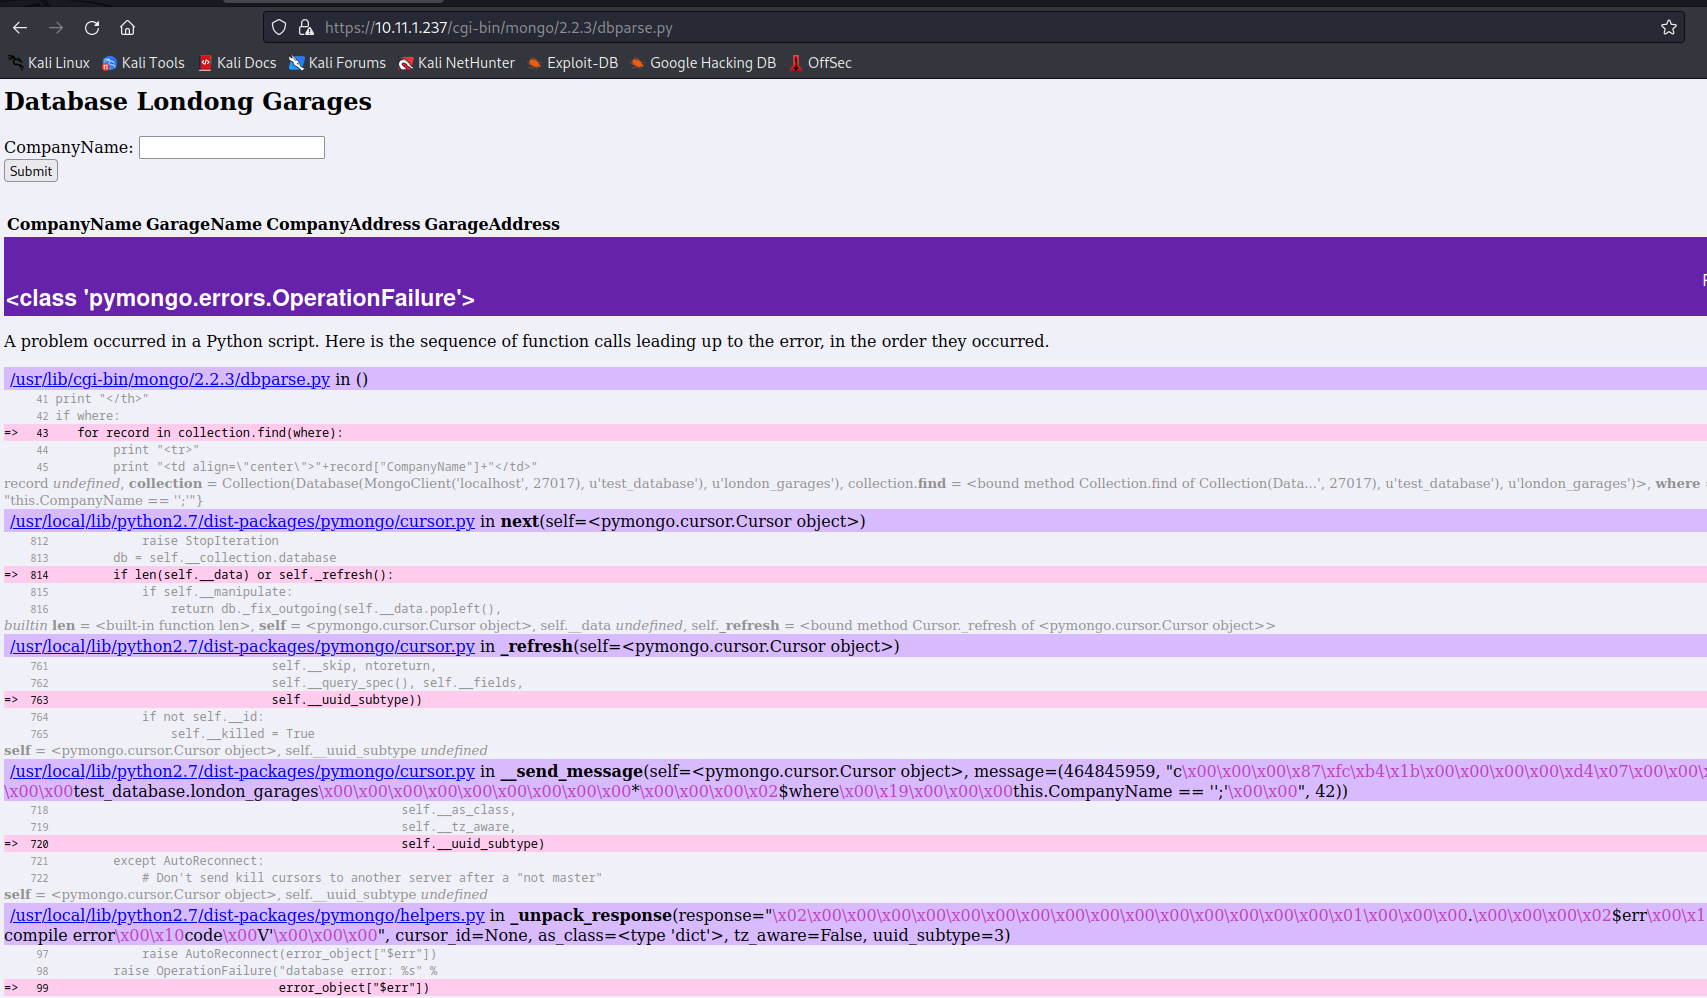 https://10.11.1.237/cgi-bin/mongo/2.2.3/dbparse.py
Kali Linux Kali Tools Kali Docs Kali Forums Kali NetHunter Exploit-DB Google Hacking DB OffSec
Database Londong Garages
CompanyName:
Submit
CompanyName GarageName CompanyAddress GarageAddress
<class 'pymongo.errors.OperationFailure'>
A problem occurred in a Python script. Here is the sequence of function calls leading up to the error, in the order they occurred.
/usr/lib/cgi-bin/mongo/2.2.3/dbparse.py in ()
41 print "</th>"
42 if where:
=> 43 for record in collection.find(where):
44 print "<tr>"
45 print "<td align=\"center\">"+record["CompanyName"]+"</td>"
record undefined, collection = Collection(Database(MongoClient('localhost', 27017), u'test_database'), u'london_garages'), collection.find = <bound method Collection.find of Collection(Data...', 27017), u'test_database'), u'london_garages')>, where =
"this.CompanyName == '';'"}
/usr/local/lib/python2.7/dist-packages/pymongo/cursor.py in next(self=<pymongo.cursor.Cursor object>)
812 raise StopIteration
813 db = self.__collection.database
=> 814 if len(self.__data) or self._refresh():
815 if self.__manipulate:
816 return db._fix_outgoing(self.__data.popleft(),
builtin len = <built-in function len>, self = <pymongo.cursor.Cursor object>, self.__data undefined, self._refresh = <bound method Cursor._refresh of <pymongo.cursor.Cursor object>>
/usr/local/lib/python2.7/dist-packages/pymongo/cursor.py in _refresh(self=<pymongo.cursor.Cursor object>)
761 self.__skip, ntoreturn,
762 self.__query_spec(), self.__fields,
=> 763 self.__uuid_subtype))
764 if not self.__id:
765 self.__killed = True
self = <pymongo.cursor.Cursor object>, self.__uuid_subtype undefined
/usr/local/lib/python2.7/dist-packages/pymongo/cursor.py in __send_message(self=<pymongo.cursor.Cursor object>, message=(464845959, "c\x00\x00\x00\x87\xfc\xb4\x1b\x00\x00\x00\x00\xd4\x07\x00\x00\x
\x00\x00test_database.london_garages\x00\x00\x00\x00\x00\x00\x00\x00\x00*\x00\x00\x00\x02$where\x00\x19\x00\x00\x00this.CompanyName == '';'\x00\x00", 42))
718 self.__as_class,
719 self.__tz_aware,
=> 720 self.__uuid_subtype)
721 except AutoReconnect:
722 # Don't send kill cursors to another server after a "not master"
self = <pymongo.cursor.Cursor object>, self.__uuid_subtype undefined
/usr/local/lib/python2.7/dist-packages/pymongo/helpers.py in _unpack_response(response="\x02\x00\x00\x00\x00\x00\x00\x00\x00\x00\x00\x00\x00\x00\x00\x00\x01\x00\x00\x00.\x00\x00\x00\x02$err\x00\x1
compile error\x00\x10code\x00V'\x00\x00\x00", cursor_id=None, as_class=<type 'dict'>, tz_aware=False, uuid_subtype=3)
97 raise AutoReconnect(error_object["$err"])
98 raise OperationFailure("database error: %s" %
=> 99 error_object["$err"])